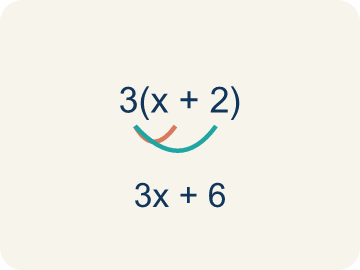 3(x + 2)
3x + 6